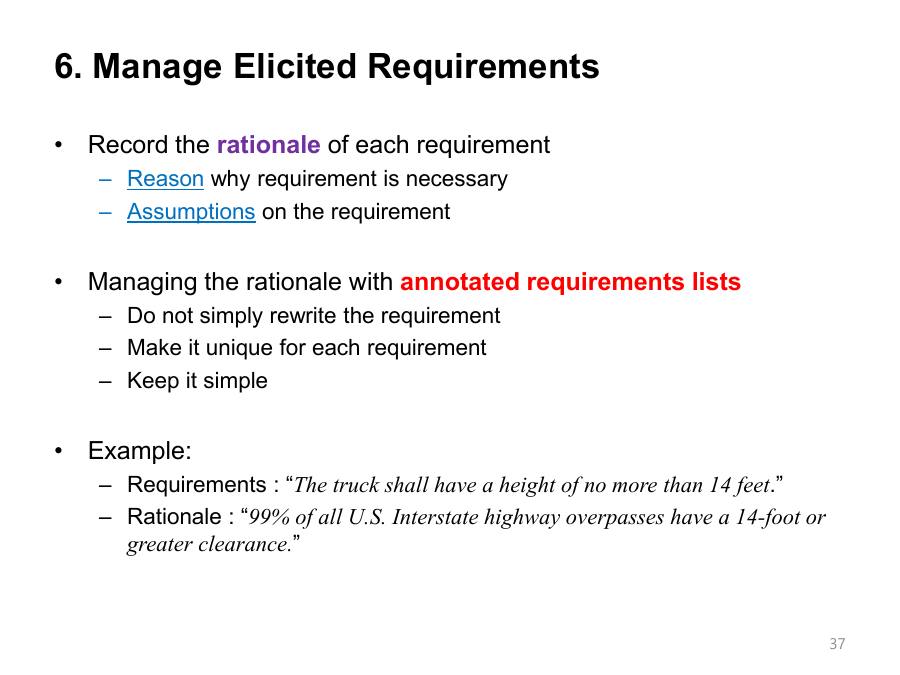 6. Manage Elicited Requirements
• Record the rationale of each requirement
– Reason why requirement is necessary
– Assumptions on the requirement
• Managing the rationale with annotated requirements lists
– Do not simply rewrite the requirement
– Make it unique for each requirement
– Keep it simple
• Example:
– Requirements : “The truck shall have a height of no more than 14 feet.”
– Rationale : “99% of all U.S. Interstate highway overpasses have a 14-foot or
greater clearance.”
37